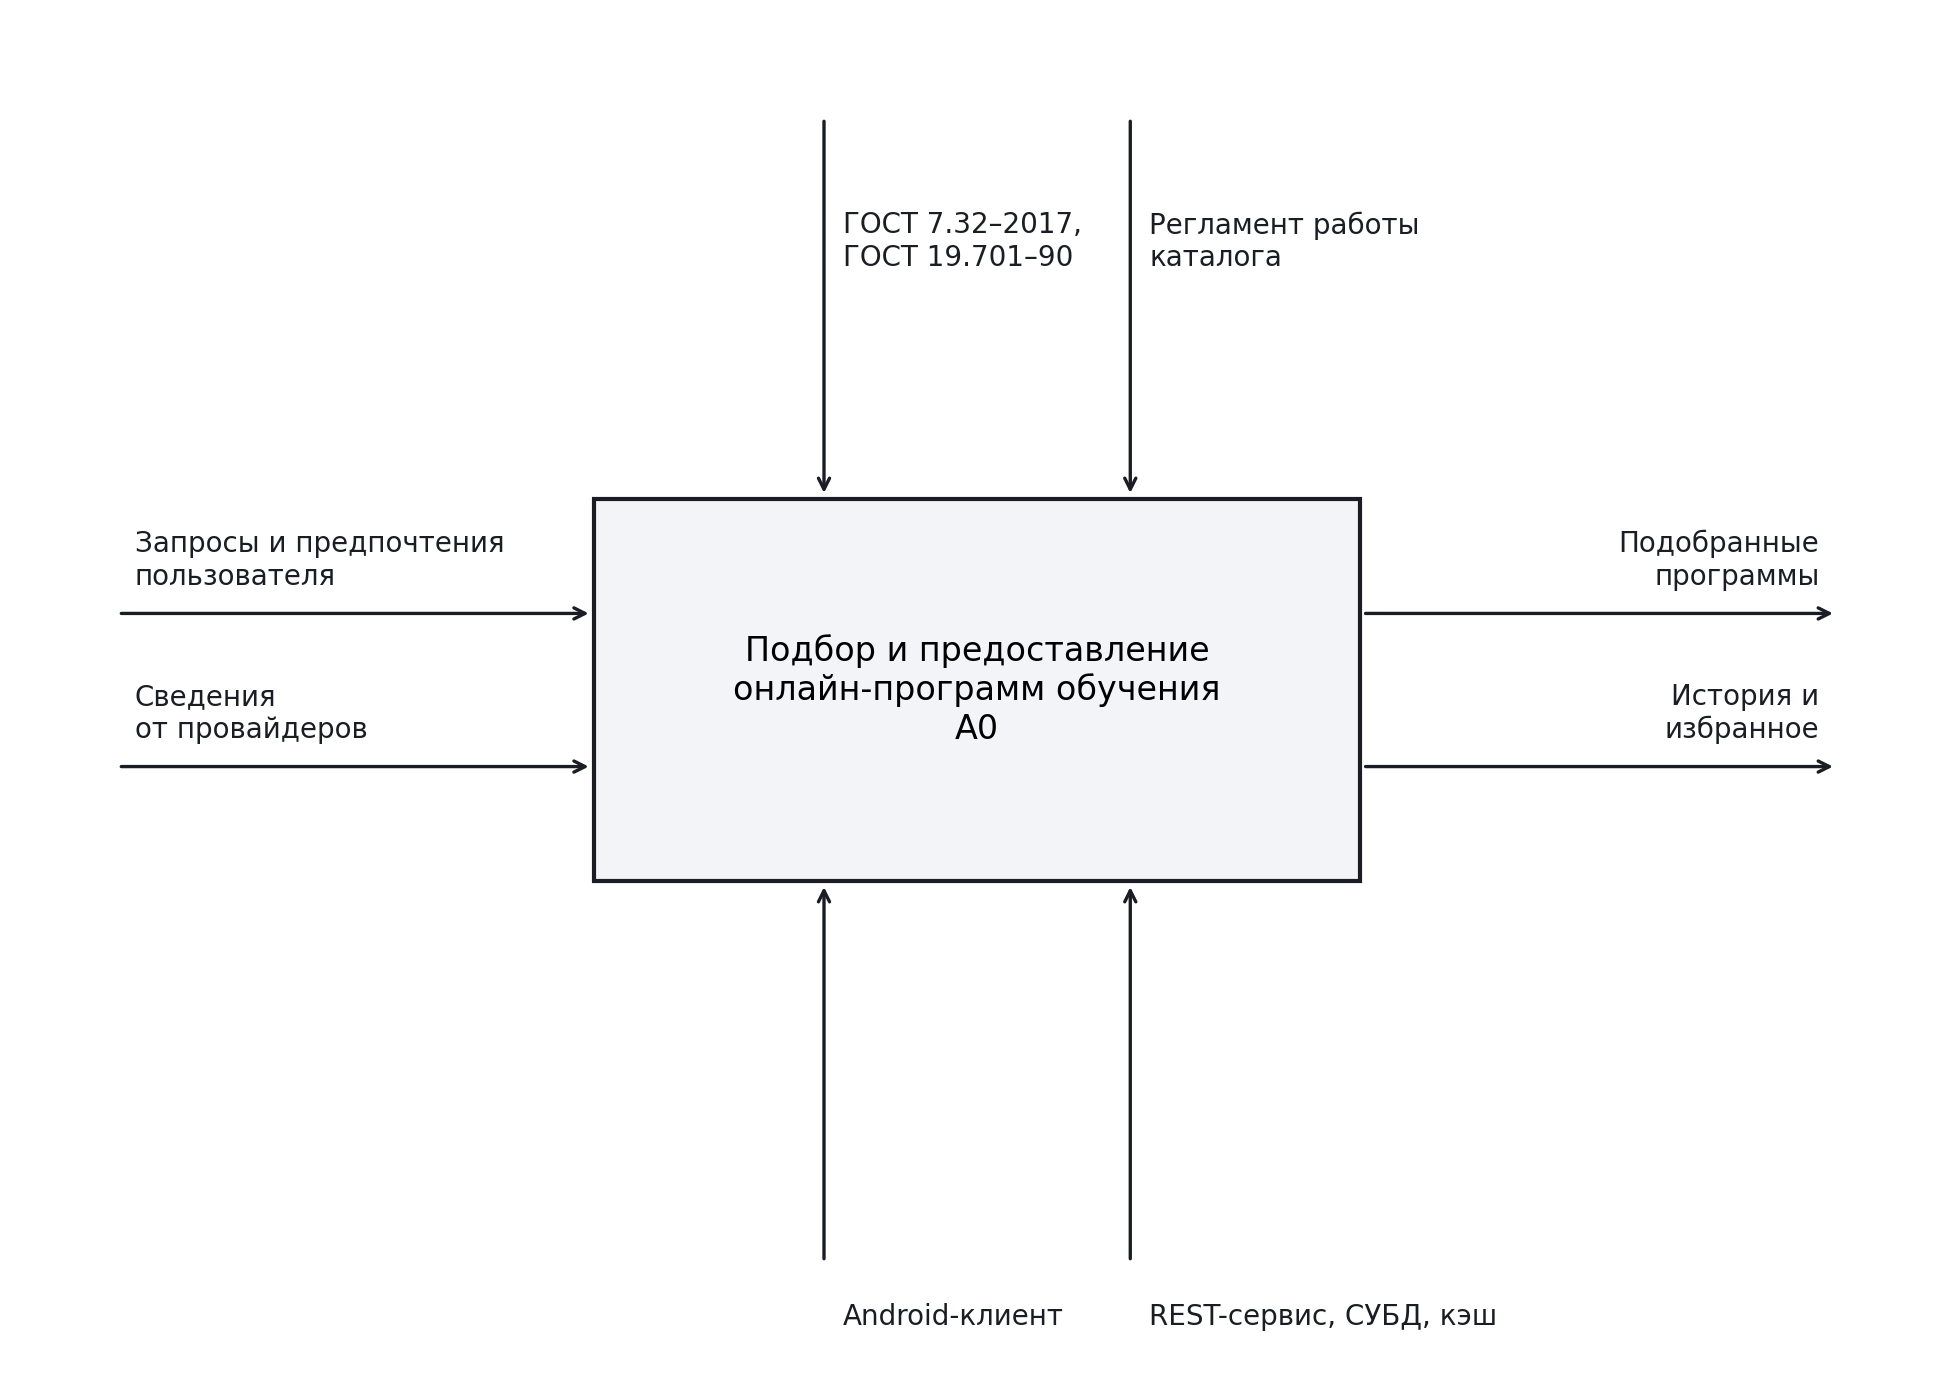 ГОСТ 7.32–2017,
ГОСТ 19.701–90
Регламент работы
каталога
Запросы и предпочтения
пользователя
Сведения
от провайдеров
Подбор и предоставление
онлайн-программ обучения
А0
Подобранные
программы
История и
избранное
Android-клиент
REST-сервис, СУБД, кэш